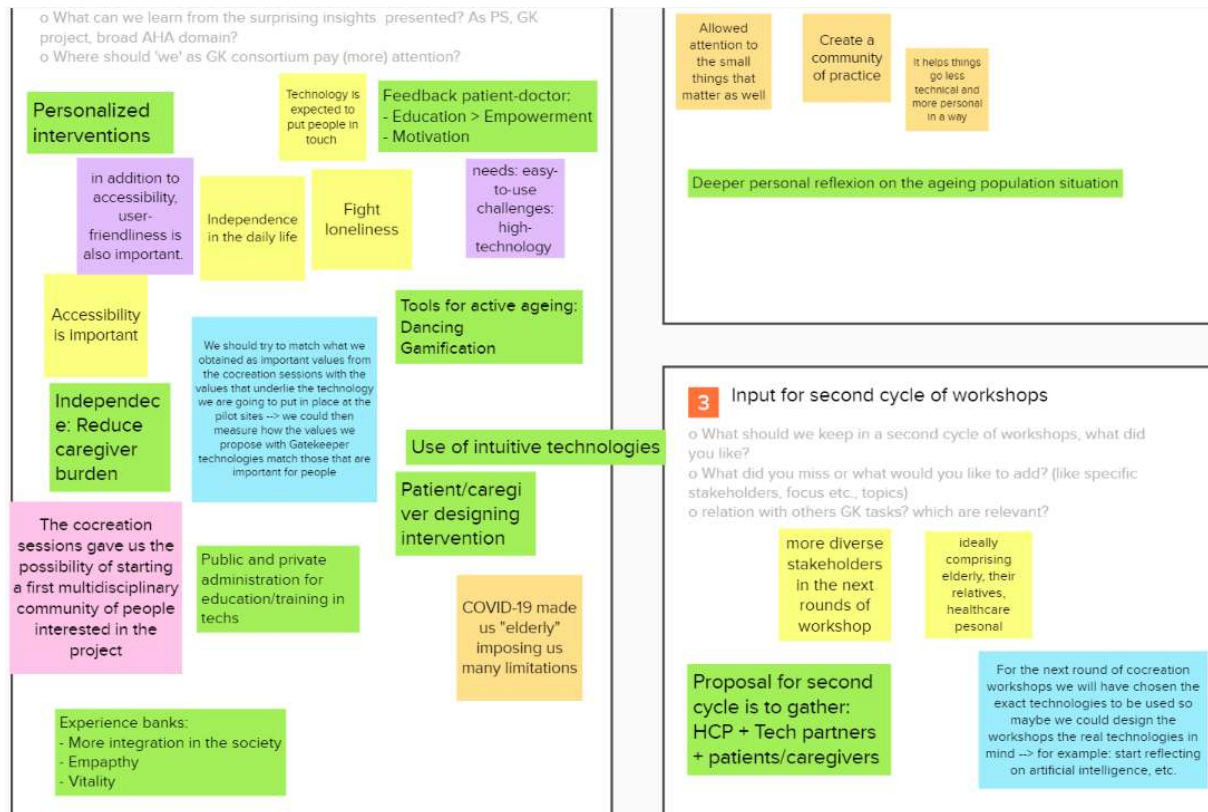 o What can we learn from the surprising insights presented? As PS, GK
project, broad AHA domain?
o Where should 'we' as GK consortium pay (more) attention?
Personalized
interventions
Technology is
expected to
put people in
touch
Feedback patient-doctor:
- Education > Empowerment
- Motivation
in addition to
accessibility,
user-
friendliness is
also important.
Independence
in the daily life
Fight
loneliness
needs: easy-
to-use
challenges:
high-
technology
Accessibility
is important
We should try to match what we
obtained as important values from
the cocreation sessions with the
values that underlie the technology
we are going to put in place at the
pilot sites --> we could then
measure how the values we
propose with Gatekeeper
technologies match those that are
important for people
Tools for active ageing:
Dancing
Gamification
Independec
e: Reduce
caregiver
burden
Use of intuitive technologies
Patient/caregi
ver designing
intervention
The cocreation
sessions gave us the
possibility of starting
a first multidisciplinary
community of people
interested in the
project
Public and private
administration for
education/training in
techs
COVID-19 made
us "elderly"
imposing us
many limitations
Experience banks:
- More integration in the society
- Empapthy
- Vitality
Allowed
attention to
the small
things that
matter as well
Create a
community
of practice
It helps things
go less
technical and
more personal
in a way
Deeper personal reflexion on the ageing population situation
3 Input for second cycle of workshops
o What should we keep in a second cycle of workshops, what did
you like?
o What did you miss or what would you like to add? (like specific
stakeholders, focus etc., topics)
o relation with others GK tasks? which are relevant?
more diverse
stakeholders
in the next
rounds of
workshop
ideally
comprising
elderly, their
relatives,
healthcare
pesonal
Proposal for second
cycle is to gather:
HCP + Tech partners
+ patients/caregivers
For the next round of cocreation
workshops we will have chosen the
exact technologies to be used so
maybe we could design the
workshops the real technologies in
mind --> for example: start reflecting
on artificial intelligence, etc.